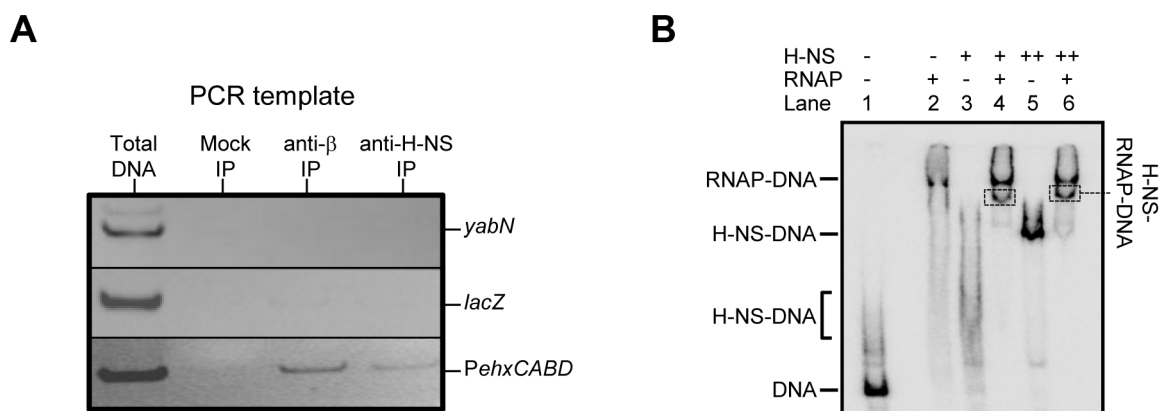 A
PCR template
Total DNA
Mock IP
anti-β IP
anti-H-NS IP
yabN
lacZ
PehxCABD
B
H-NS - - + + ++ ++
RNAP - + - + - +
Lane 1 2 3 4 5 6
RNAP-DNA
H-NS-DNA
H-NS-DNA
DNA
H-NS-
RNAP-DNA